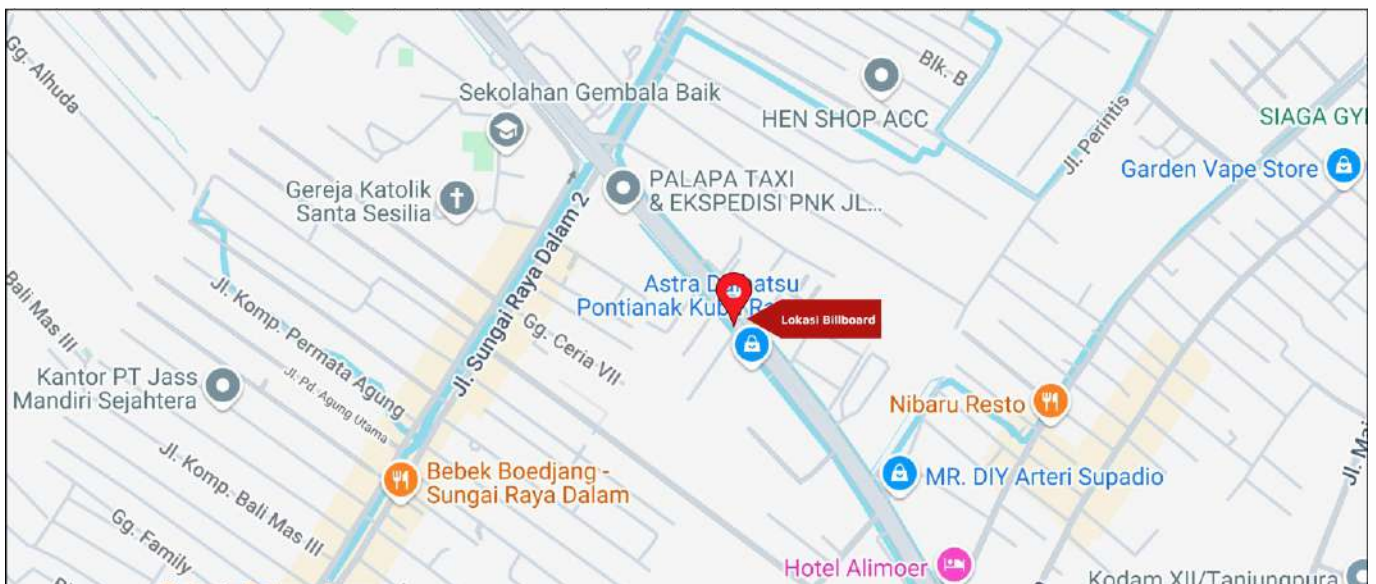 Gg. Alhuda
Sekolahan Gembala Baik
Blk. B
HEN SHOP ACC
Jl. Perintis
SIAGA GY
Garden Vape Store
Gereja Katolik
Santa Sesilia
PALAPA TAXI
& EKSPEDISI PNK JL...
Jl. Sungai Raya Dalam 2
Bali Mas III
Jl. Komp. Permata Agung
Astra
Pontianak
Lokasi Billboard
Gg. Ceria VII
Kantor PT Jass
Mandiri Sejahtera
Jl. Pd. Agung Utama
Nibaru Resto
Jl. Komp. Bali Mas III
Bebek Boedjang -
Sungai Raya Dalam
MR. DIY Arteri Supadio
Gg. Family
Hotel Alimoer
Kodam XII/Tanjungpura